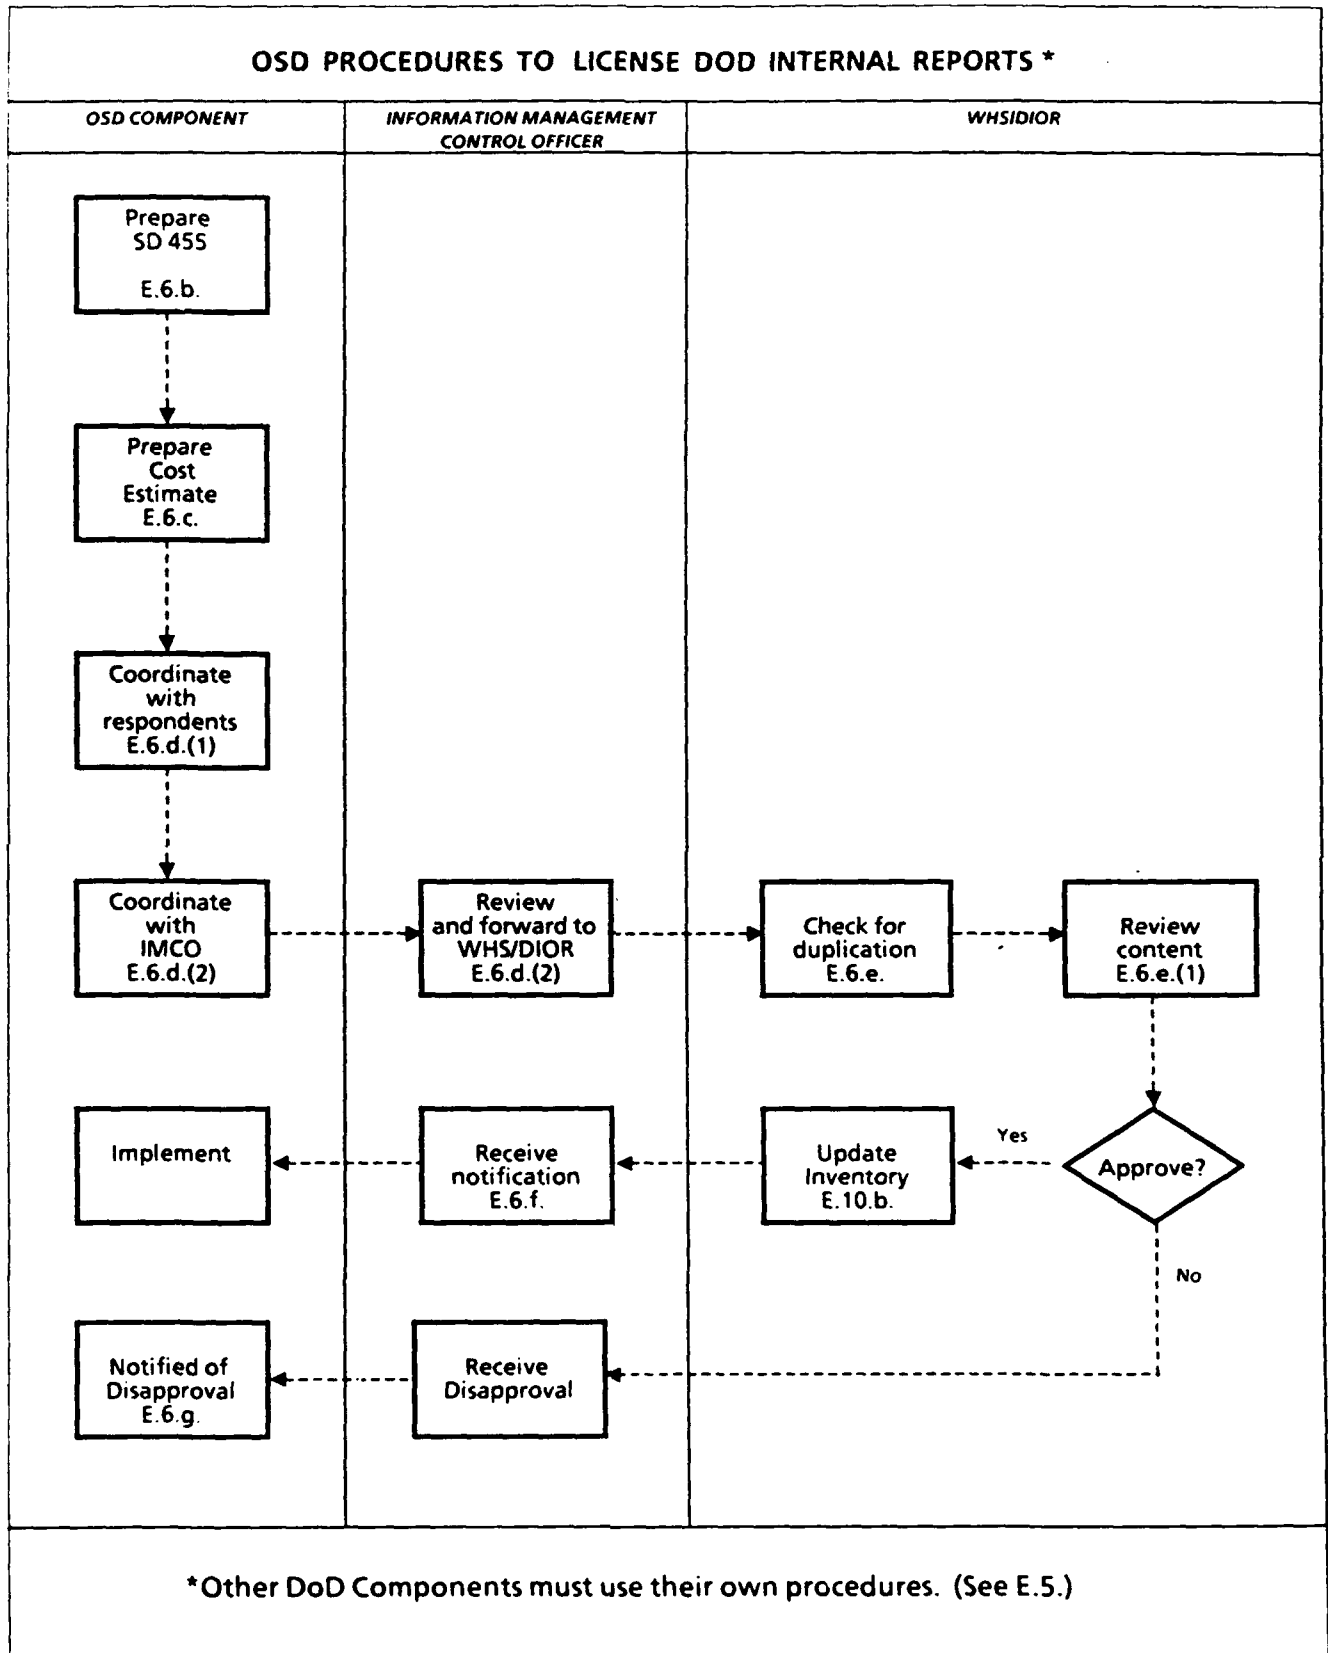 OSD PROCEDURES TO LICENSE DOD INTERNAL REPORTS *
OSD COMPONENT
INFORMATION MANAGEMENT
CONTROL OFFICER
WHSIDIOR
Prepare
SD 455
E.6.b.
Prepare
Cost
Estimate
E.6.c.
Coordinate
with
respondents
E.6.d.(1)
Coordinate
with
IMCO
E.6.d.(2)
Review
and forward to
WHS/DIOR
E.6.d.(2)
Check for
duplication
E.6.e.
Review
content
E.6.e.(1)
Implement
Receive
notification
E.6.f.
Update
Inventory
E.10.b.
Yes
Approve?
No
Notified of
Disapproval
E.6.g.
Receive
Disapproval
*Other DoD Components must use their own procedures. (See E.5.)